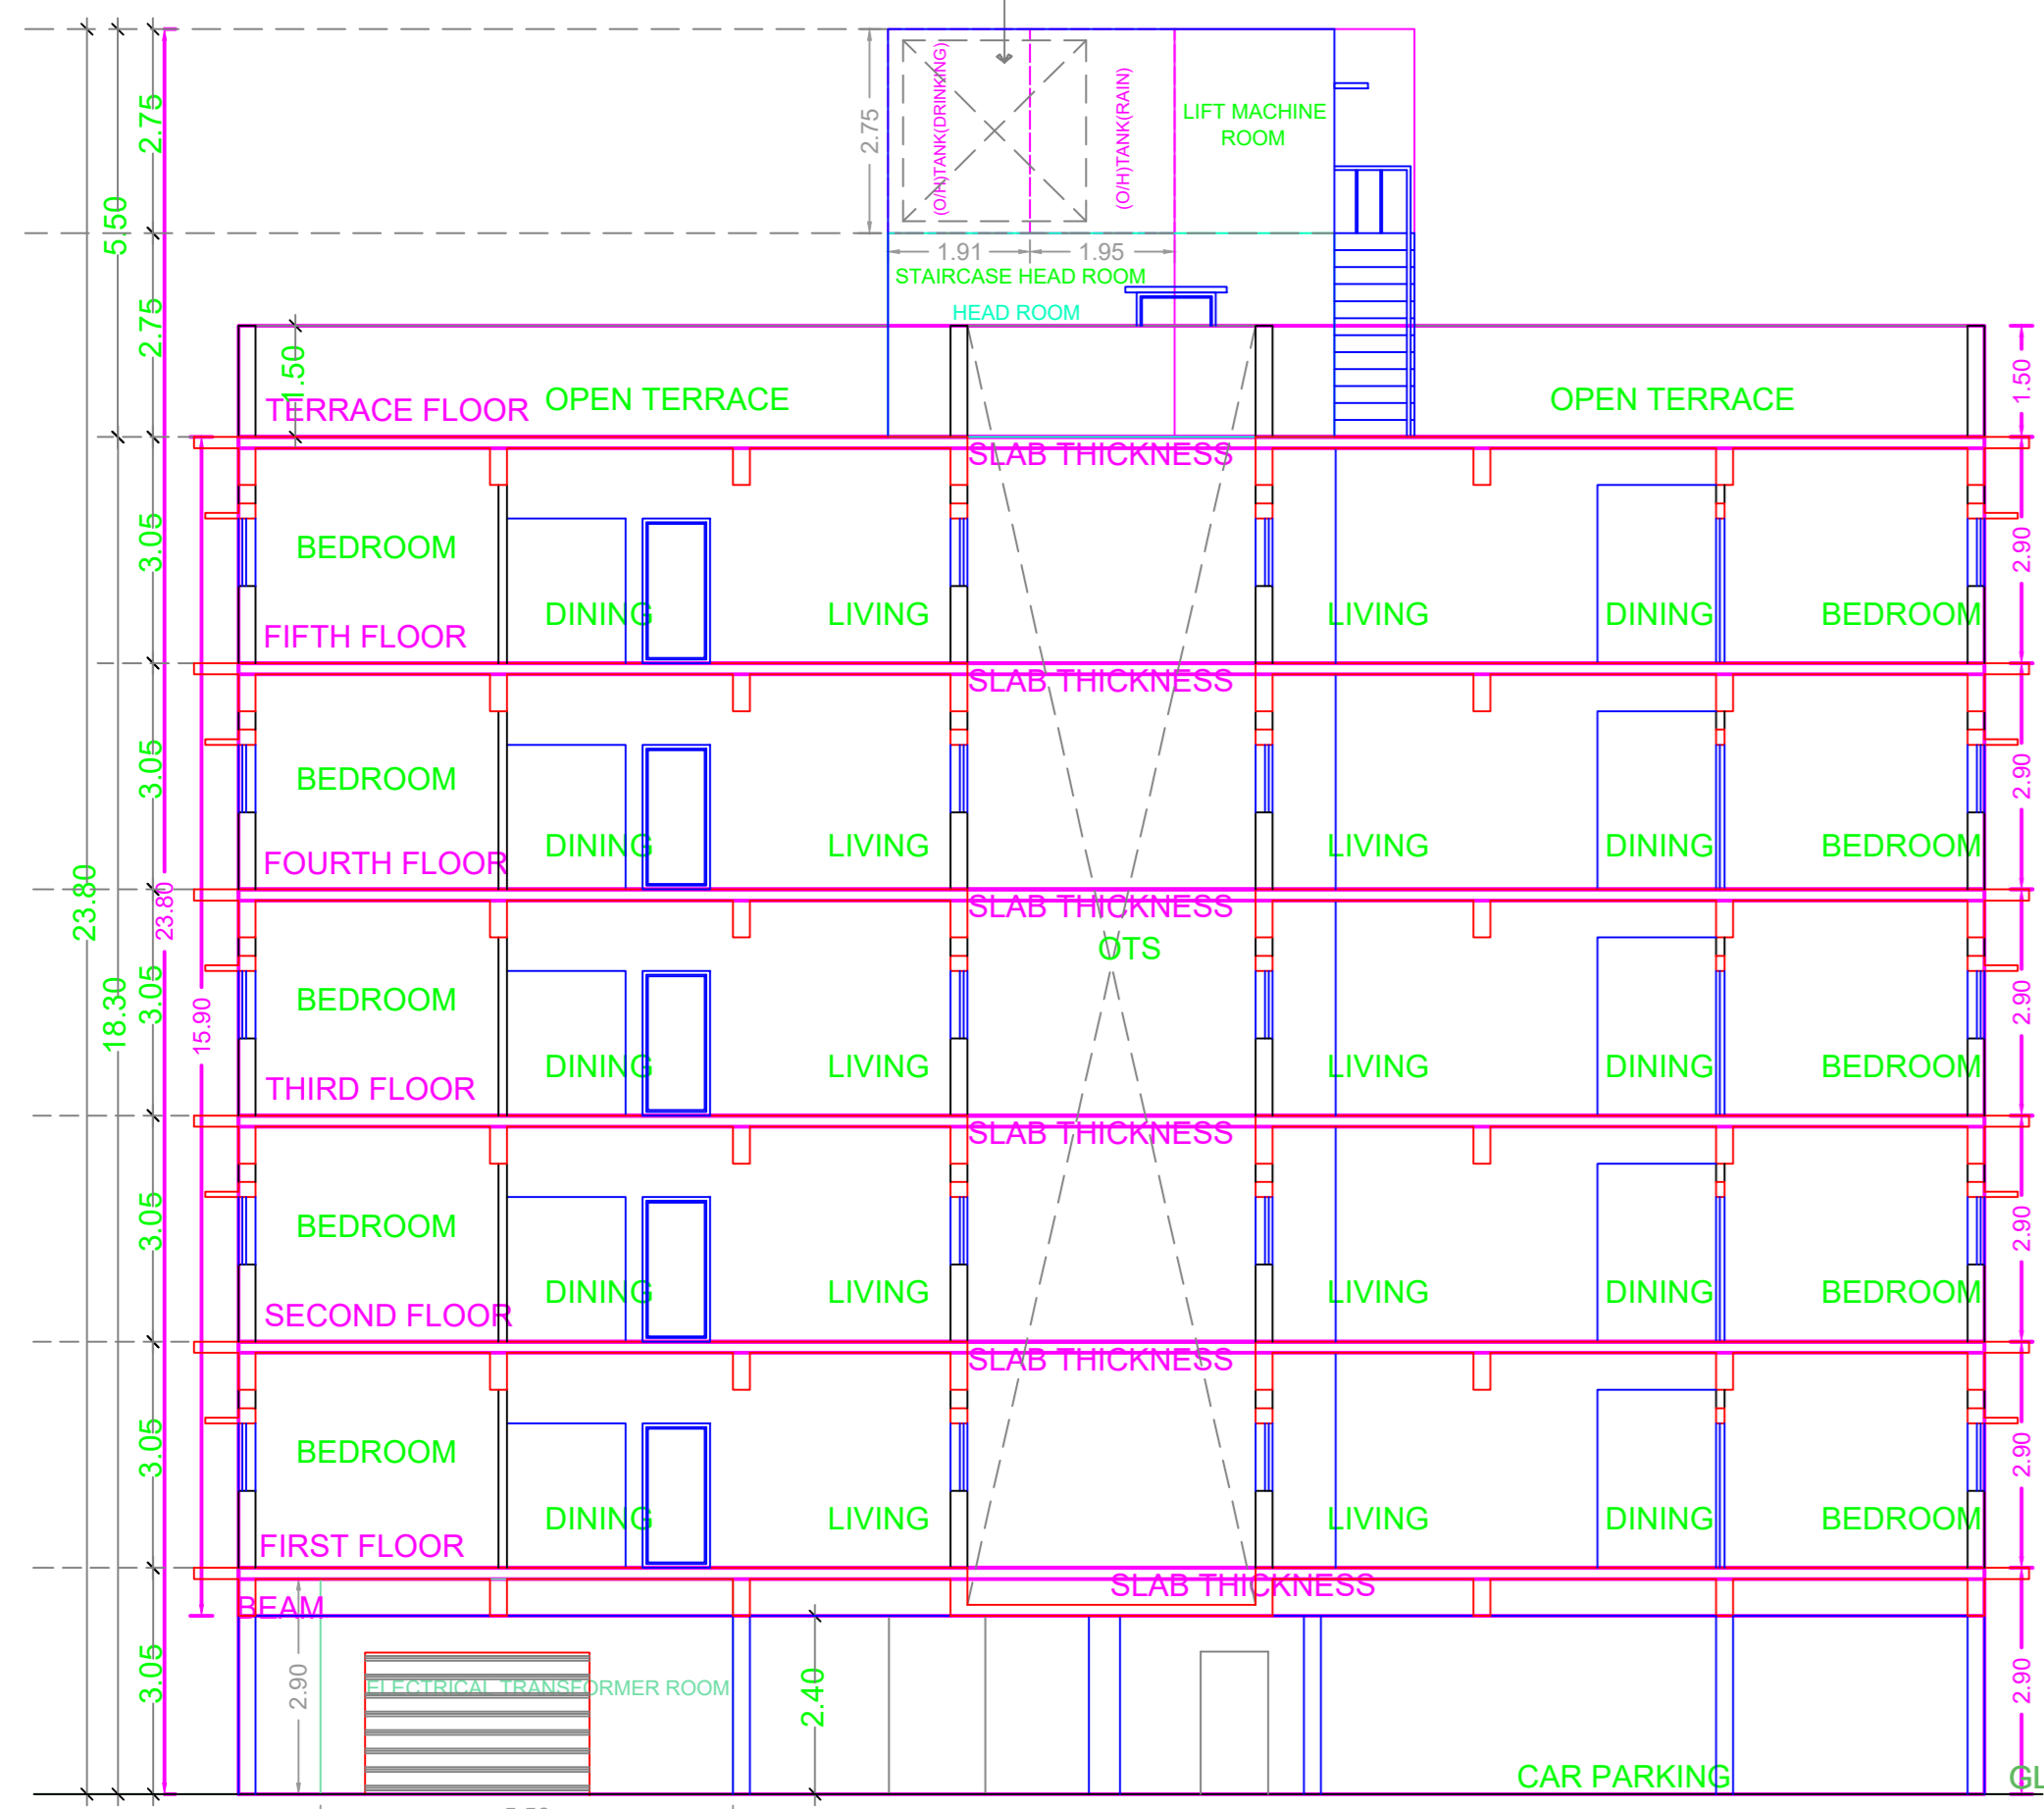 2.75
2.75
(O/H)TANK(DRINKING)
(O/H)TANK(RAIN)
LIFT MACHINE
ROOM
5.50
1.91
1.95
STAIRCASE HEAD ROOM
HEAD ROOM
2.75
1.50
1.50
TERRACE FLOOR
OPEN TERRACE
OPEN TERRACE
SLAB THICKNESS
3.05
BEDROOM
2.90
DINING
LIVING
LIVING
DINING
BEDROOM
FIFTH FLOOR
SLAB THICKNESS
3.05
BEDROOM
2.90
DINING
LIVING
LIVING
DINING
BEDROOM
FOURTH FLOOR
23.80
23.80
SLAB THICKNESS
OTS
18.30
3.05
15.90
BEDROOM
2.90
DINING
LIVING
LIVING
DINING
BEDROOM
THIRD FLOOR
SLAB THICKNESS
3.05
BEDROOM
2.90
DINING
LIVING
LIVING
DINING
BEDROOM
SECOND FLOOR
SLAB THICKNESS
3.05
BEDROOM
2.90
DINING
LIVING
LIVING
DINING
BEDROOM
FIRST FLOOR
SLAB THICKNESS
BEAM
3.05
2.90
ELECTRICAL TRANSFORMER ROOM
2.40
2.90
CAR PARKING
GL